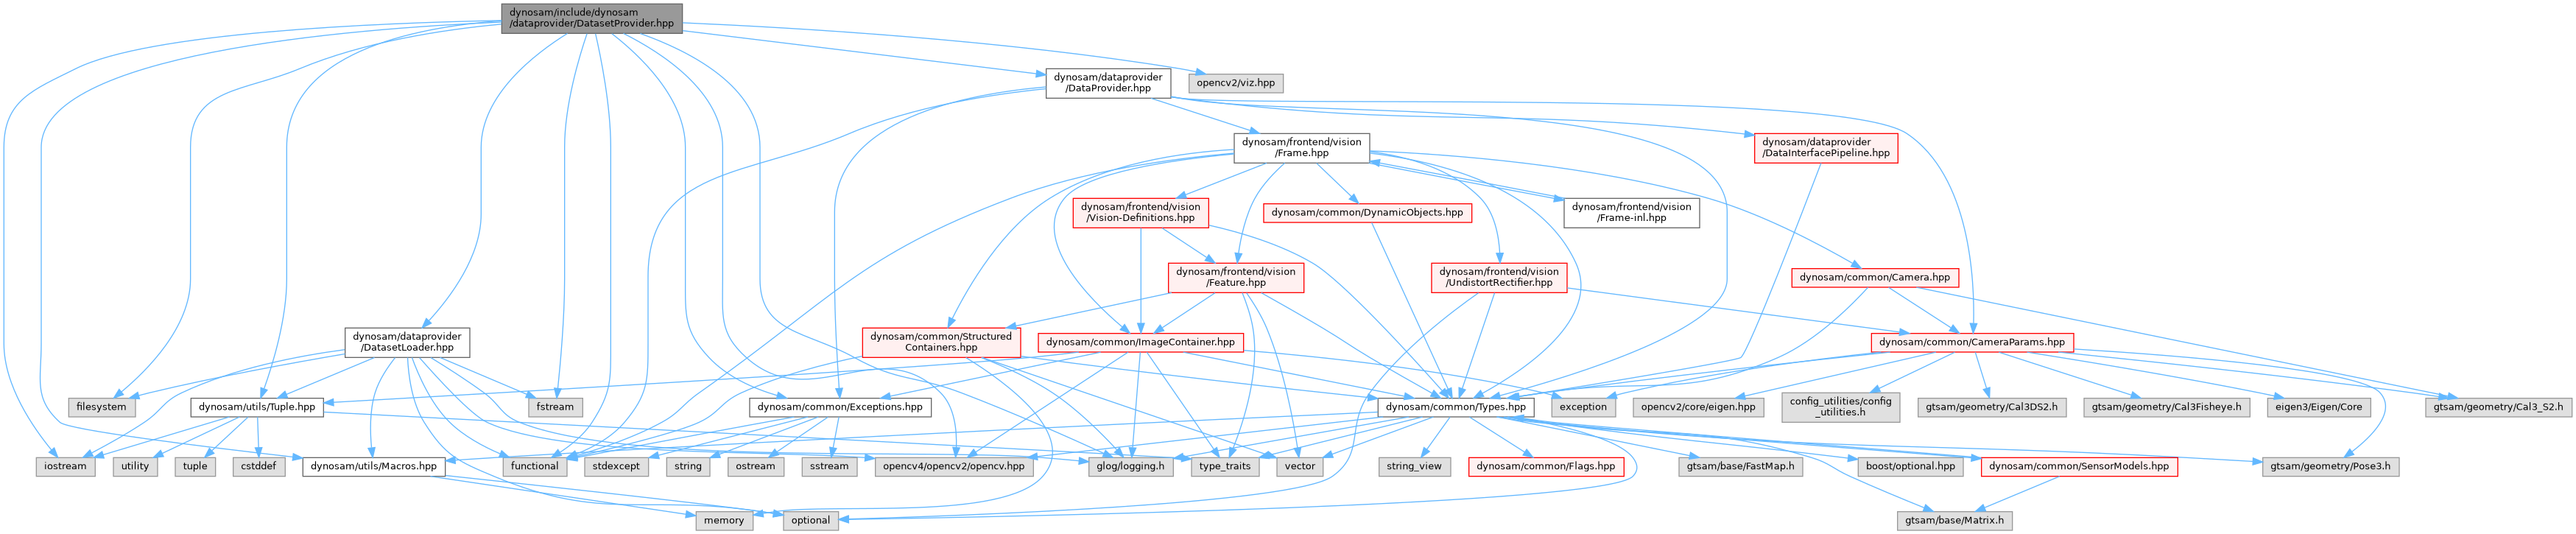 dynosam/include/dynosam
/dataprovider/DatasetProvider.hpp
dynosam/dataprovider
/DataProvider.hpp
opencv2/viz.hpp
dynosam/frontend/vision
/Frame.hpp
dynosam/dataprovider
/DataInterfacePipeline.hpp
dynosam/frontend/vision
/Vision-Definitions.hpp
dynosam/common/DynamicObjects.hpp
dynosam/frontend/vision
/Frame-inl.hpp
dynosam/frontend/vision
/Feature.hpp
dynosam/frontend/vision
/UndistortRectifier.hpp
dynosam/common/Camera.hpp
dynosam/dataprovider
/DatasetLoader.hpp
dynosam/common/Structured
Containers.hpp
dynosam/common/ImageContainer.hpp
dynosam/common/CameraParams.hpp
filesystem
dynosam/utils/Tuple.hpp
fstream
dynosam/common/Exceptions.hpp
dynosam/common/Types.hpp
exception
opencv2/core/eigen.hpp
config_utilities/config
_utilities.h
gtsam/geometry/Cal3DS2.h
gtsam/geometry/Cal3Fisheye.h
eigen3/Eigen/Core
gtsam/geometry/Cal3_S2.h
iostream
utility
tuple
cstddef
dynosam/utils/Macros.hpp
functional
stdexcept
string
ostream
sstream
opencv4/opencv2/opencv.hpp
glog/logging.h
type_traits
vector
string_view
dynosam/common/Flags.hpp
gtsam/base/FastMap.h
boost/optional.hpp
dynosam/common/SensorModels.hpp
gtsam/geometry/Pose3.h
memory
optional
gtsam/base/Matrix.h